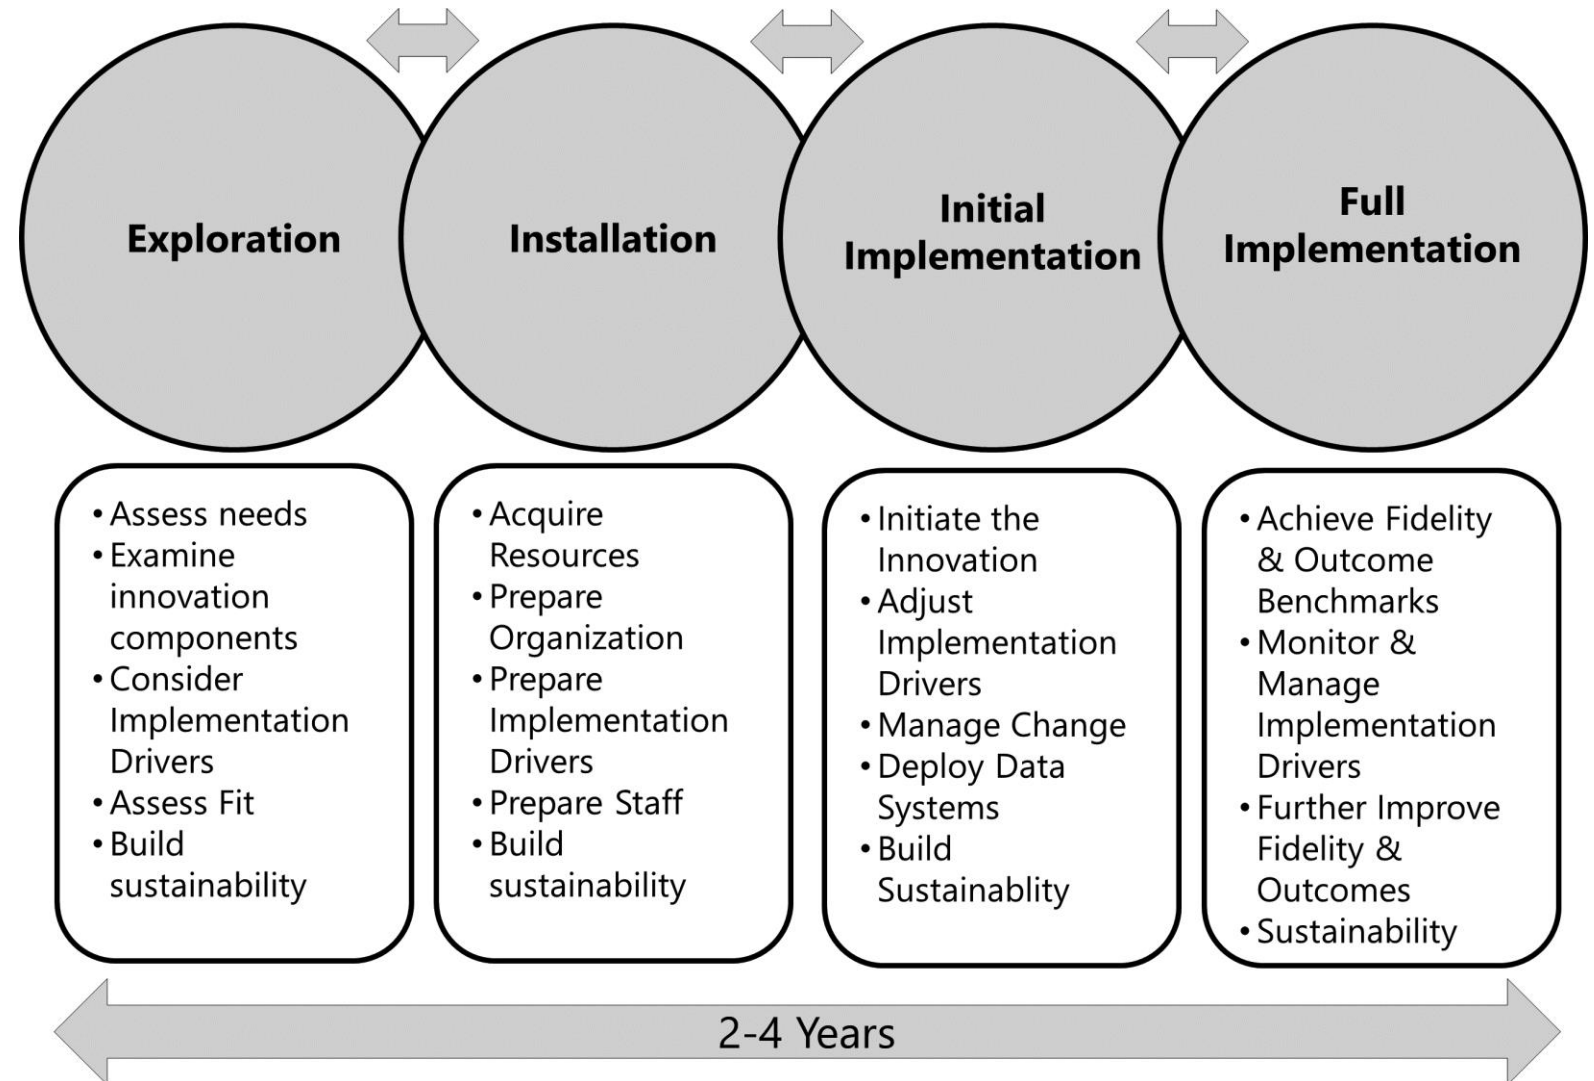 Exploration
Installation
Initial
Implementation
Full
Implementation
• Assess needs
• Examine
innovation
components
• Consider
Implementation
Drivers
• Assess Fit
• Build
sustainability
• Acquire
Resources
• Prepare
Organization
• Prepare
Implementation
Drivers
• Prepare Staff
• Build
sustainability
• Initiate the
Innovation
• Adjust
Implementation
Drivers
• Manage Change
• Deploy Data
Systems
• Build
Sustainablity
• Achieve Fidelity
& Outcome
Benchmarks
• Monitor &
Manage
Implementation
Drivers
• Further Improve
Fidelity &
Outcomes
• Sustainability
2-4 Years